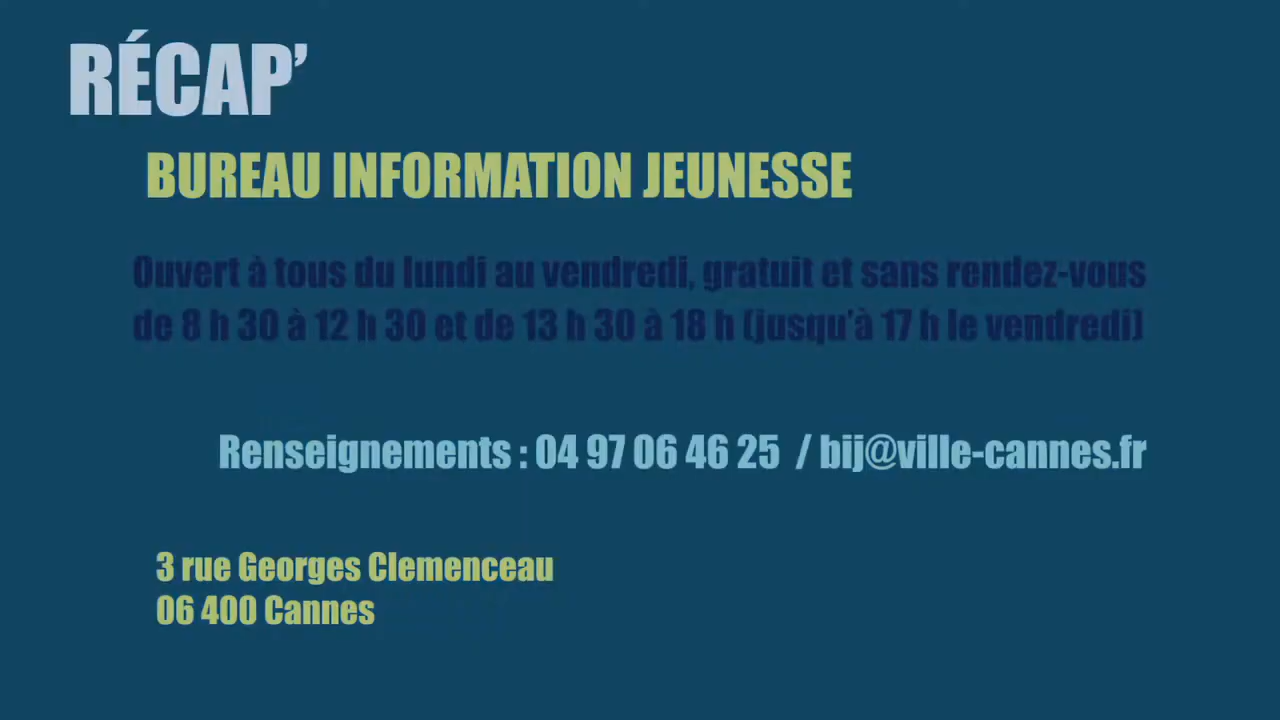 RÉCAP'
BUREAU INFORMATION JEUNESSE
Ouvert à tous du lundi au vendredi, gratuit et sans rendez-vous
de 8 h 30 à 12 h 30 et de 13 h 30 à 18 h (jusqu'à 17 h le vendredi)
Renseignements : 04 97 06 46 25 / bij@ville-cannes.fr
3 rue Georges Clemenceau
06 400 Cannes